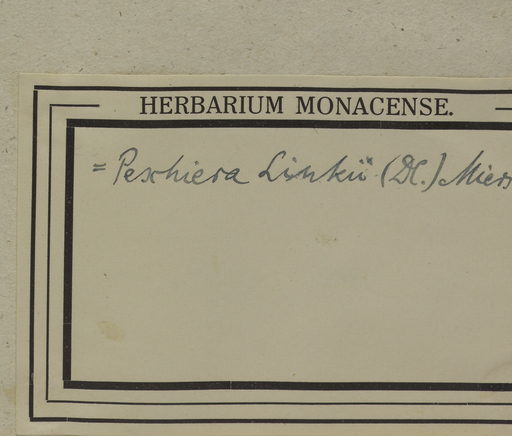 HERBARIUM MONACENSE.
= Peschiera Linkii (DC.) Miers